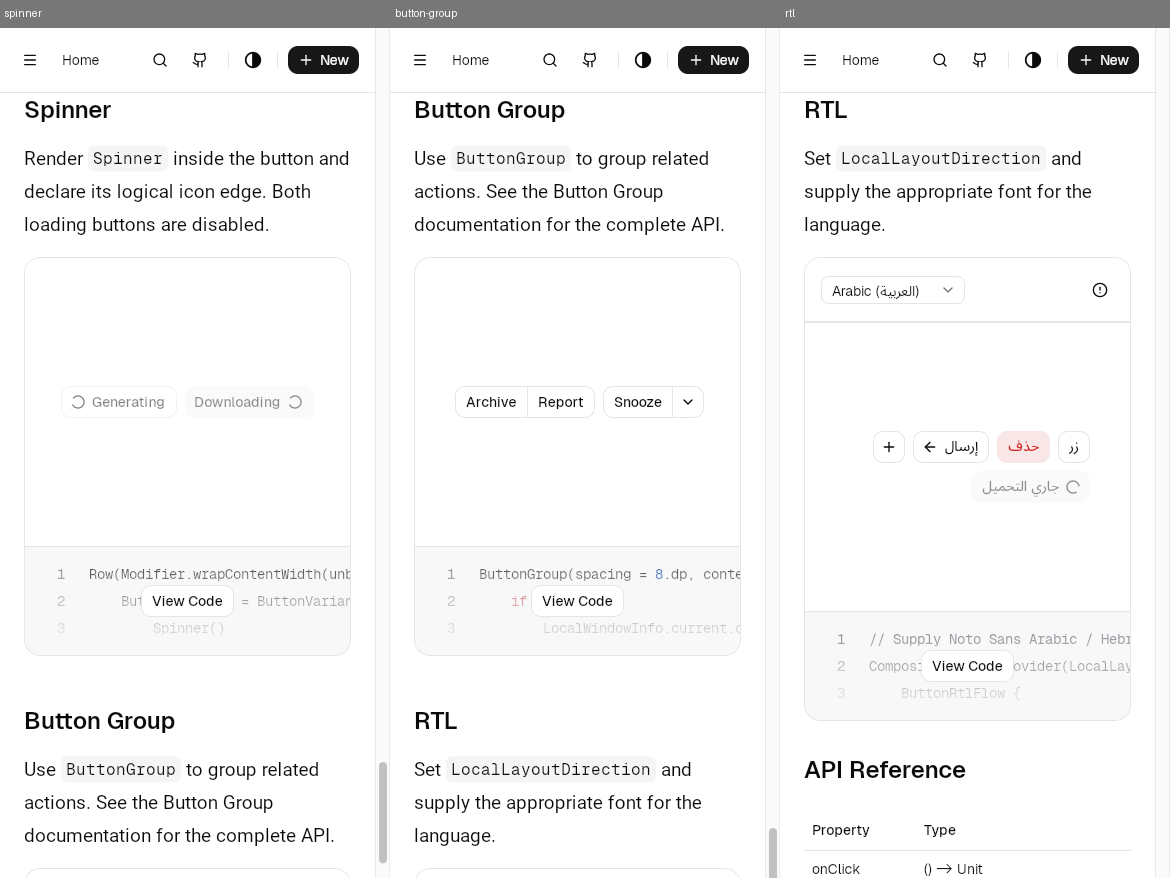 spinner
Home
New
Spinner
Render Spinner inside the button and
declare its logical icon edge. Both
loading buttons are disabled.
Generating
Downloading
1 Row(Modifier.wrapContentWidth(unb
2 But
View Code
= ButtonVarian
3 Spinner()
Button Group
Use ButtonGroup to group related
actions. See the Button Group
documentation for the complete API.
button-group
Home
New
Button Group
Use ButtonGroup to group related
actions. See the Button Group
documentation for the complete API.
Archive
Report
Snooze
1 ButtonGroup(spacing = 8.dp, conte
2 if
View Code
3 LocalWindowInfo.current.c
RTL
Set LocalLayoutDirection and
supply the appropriate font for the
language.
rtl
Home
New
RTL
Set LocalLayoutDirection and
supply the appropriate font for the
language.
Arabic (العربية)
زر
حذف
إرسال
جاري التحميل
1 // Supply Noto Sans Arabic / Hebr
2 Composi
View Code
ovider(LocalLay
3 ButtonRtlFlow {
API Reference
Property Type
onClick () -> Unit